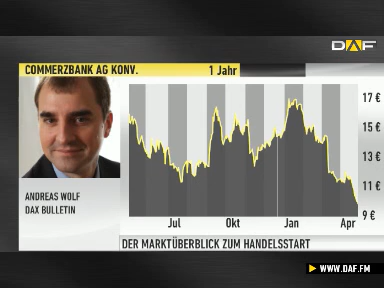 DAF
COMMERZBANK AG KONV.
1 Jahr
17 €
15 €
13 €
11 €
9 €
Jul
Okt
Jan
Apr
ANDREAS WOLF
DAX BULLETIN
DER MARKTÜBERBLICK ZUM HANDELSSTART
WWW.DAF.FM